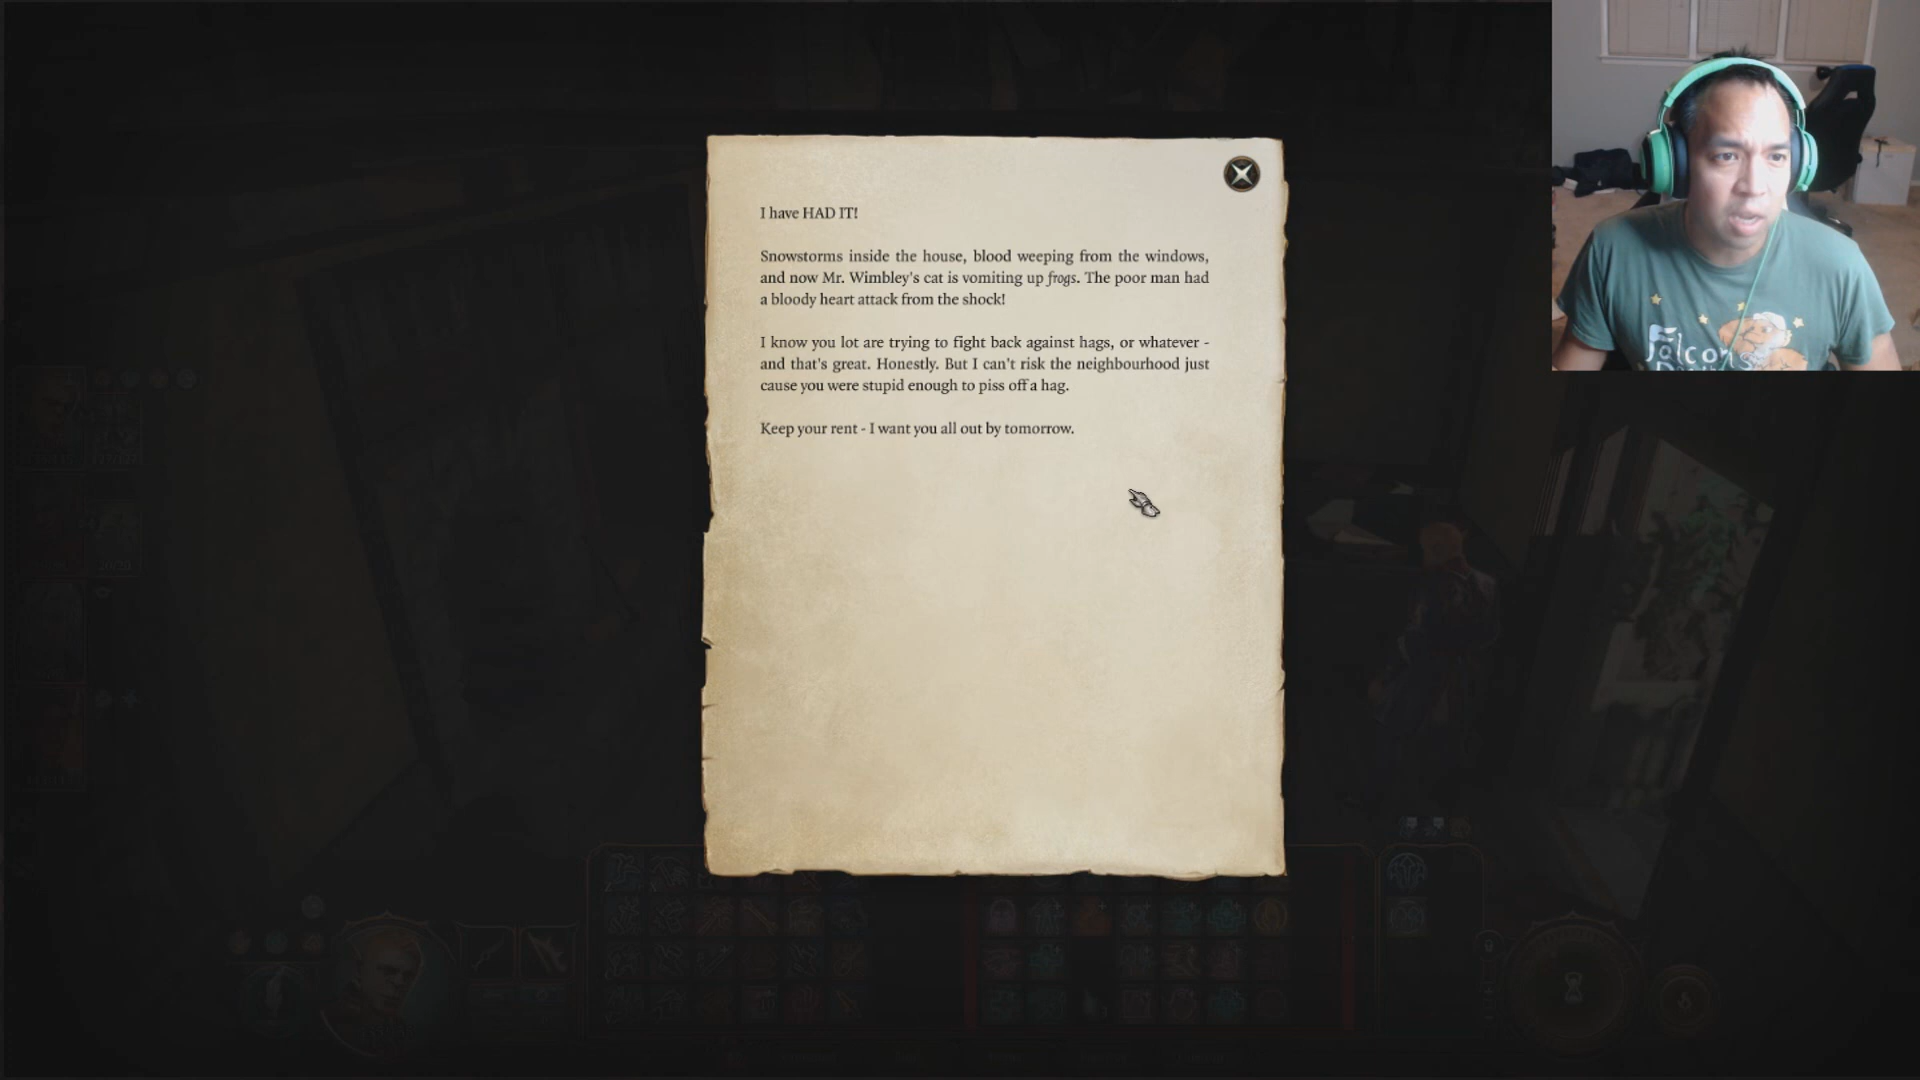 I have HAD IT!
Snowstorms inside the house, blood weeping from the windows,
and now Mr. Wimbley's cat is vomiting up frogs. The poor man had
a bloody heart attack from the shock!
I know you lot are trying to fight back against hags, or whatever -
and that's great. Honestly. But I can't risk the neighbourhood just
cause you were stupid enough to piss off a hag.
Keep your rent - I want you all out by tomorrow.
Falcons